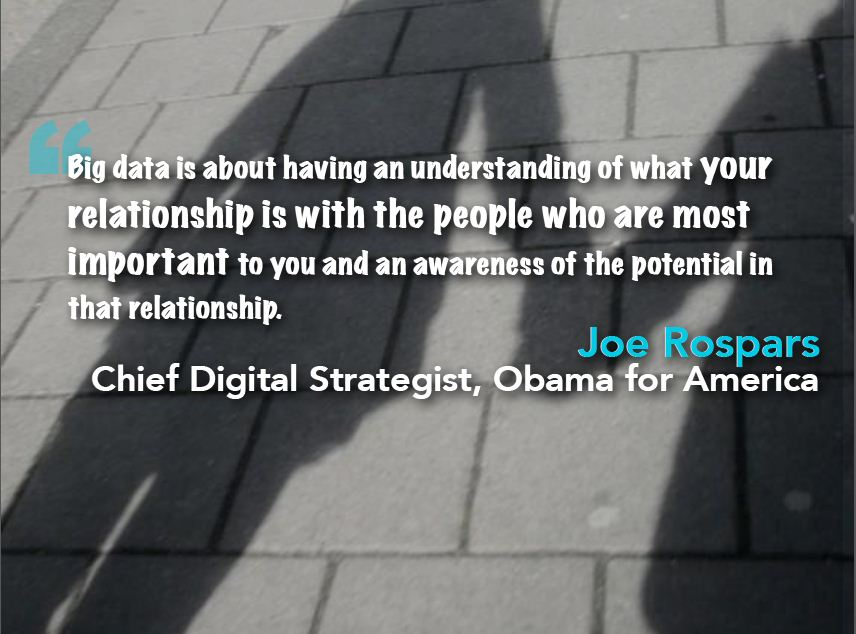 “
Big data is about having an understanding of what your
relationship is with the people who are most
important to you and an awareness of the potential in
that relationship.
Joe Rospars
Chief Digital Strategist, Obama for America